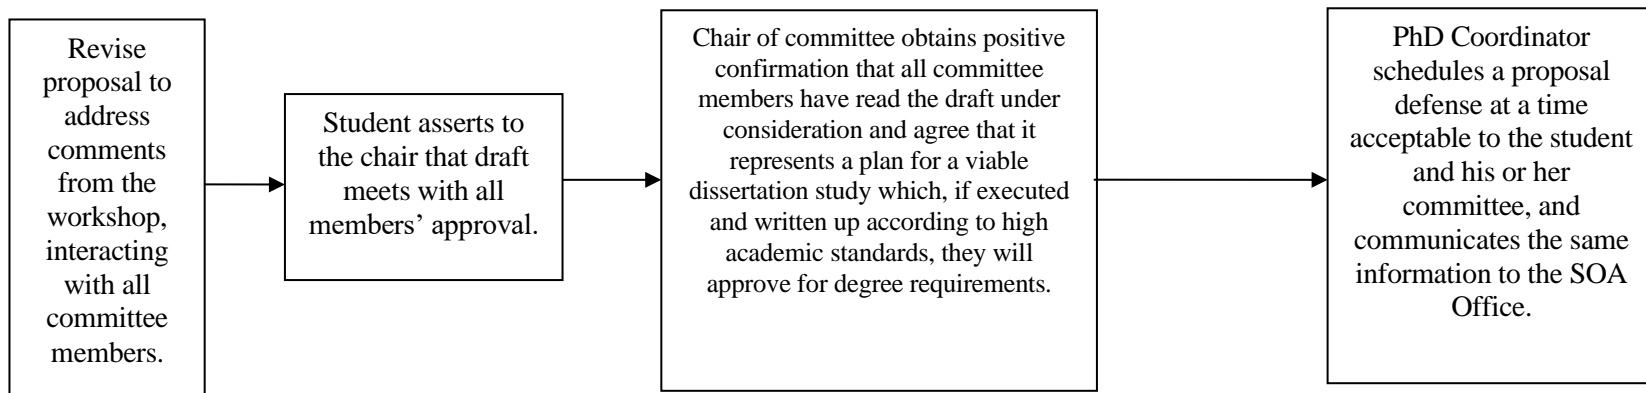 Revise
proposal to
address
comments
from the
workshop,
interacting
with all
committee
members.
Student asserts to
the chair that draft
meets with all
members’ approval.
Chair of committee obtains positive
confirmation that all committee
members have read the draft under
consideration and agree that it
represents a plan for a viable
dissertation study which, if executed
and written up according to high
academic standards, they will
approve for degree requirements.
PhD Coordinator
schedules a proposal
defense at a time
acceptable to the student
and his or her
committee, and
communicates the same
information to the SOA
Office.